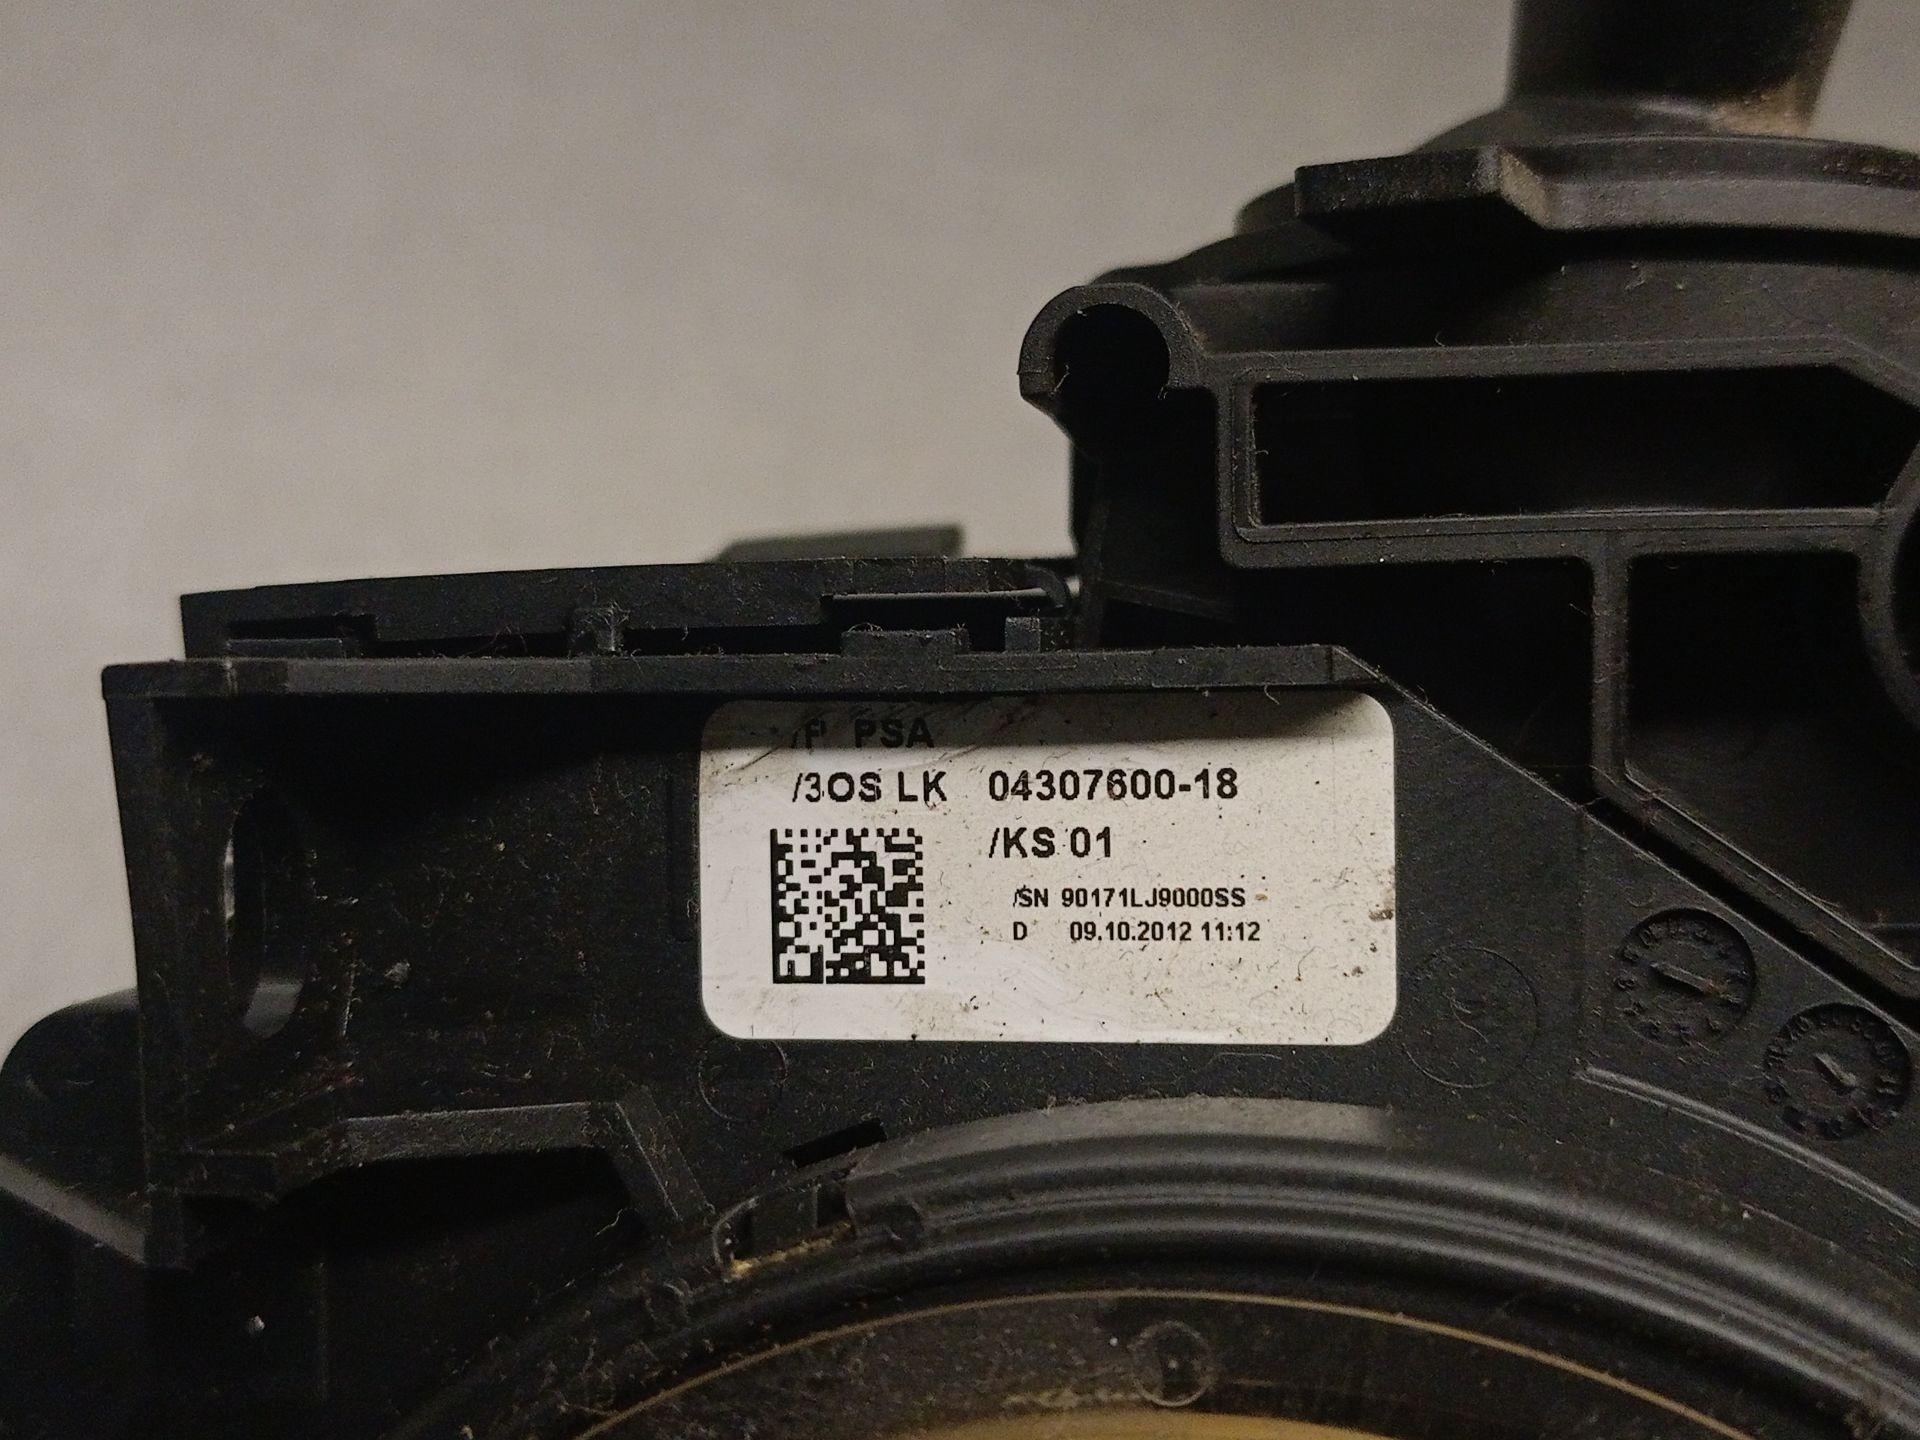 /P PSA
/3OS LK 04307600-18
/KS 01
/SN 90171LJ9000SS
D 09.10.2012 11:12